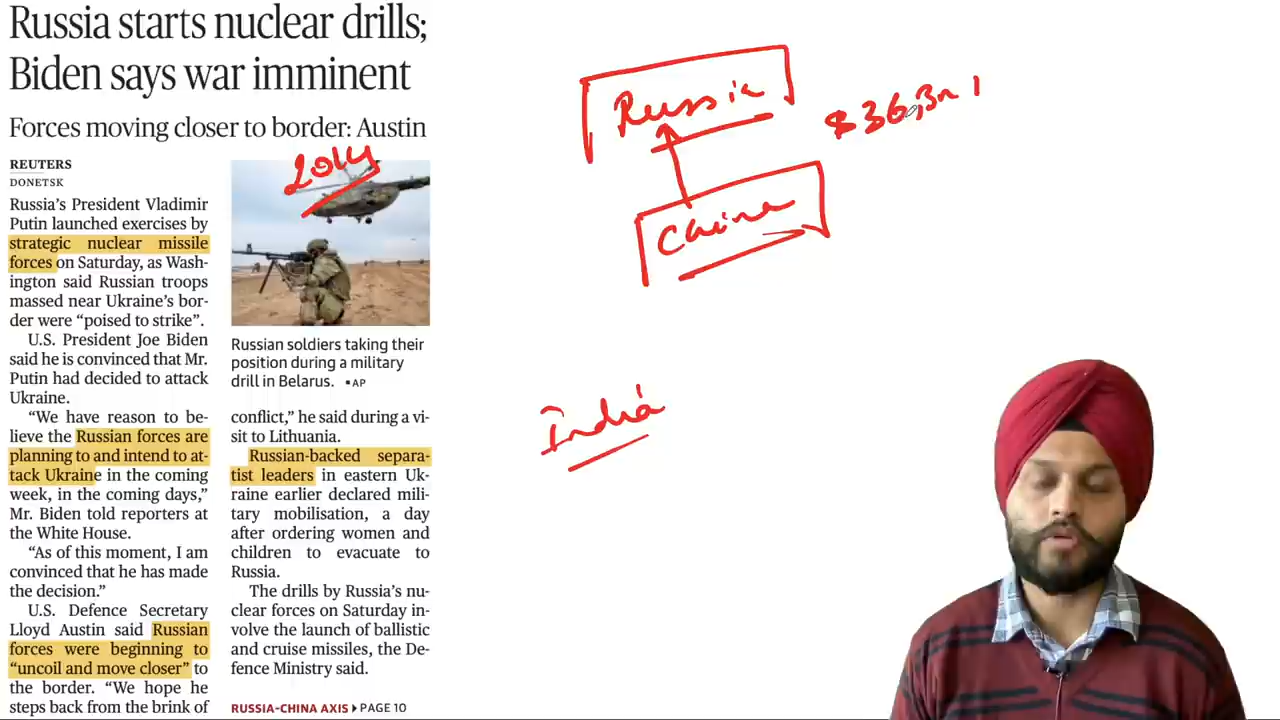 Russia starts nuclear drills;
Biden says war imminent
Forces moving closer to border: Austin
REUTERS
DONETSK
Russia’s President Vladimir
Putin launched exercises by
strategic nuclear missile
forces on Saturday, as Wash-
ington said Russian troops
massed near Ukraine’s bor-
der were “poised to strike”.
U.S. President Joe Biden
said he is convinced that Mr.
Putin had decided to attack
Ukraine.
“We have reason to be-
lieve the Russian forces are
planning to and intend to at-
tack Ukraine in the coming
week, in the coming days,”
Mr. Biden told reporters at
the White House.
“As of this moment, I am
convinced that he has made
the decision.”
U.S. Defence Secretary
Lloyd Austin said Russian
forces were beginning to
“uncoil and move closer” to
the border. “We hope he
steps back from the brink of
2014
Russian soldiers taking their
position during a military
drill in Belarus. ▪AP
conflict,” he said during a vi-
sit to Lithuania.
Russian-backed separa-
tist leaders in eastern Uk-
raine earlier declared mili-
tary mobilisation, a day
after ordering women and
children to evacuate to
Russia.
The drills by Russia’s nu-
clear forces on Saturday in-
volve the launch of ballistic
and cruise missiles, the De-
fence Ministry said.
RUSSIA-CHINA AXIS ▸ PAGE 10
Russia
China
India